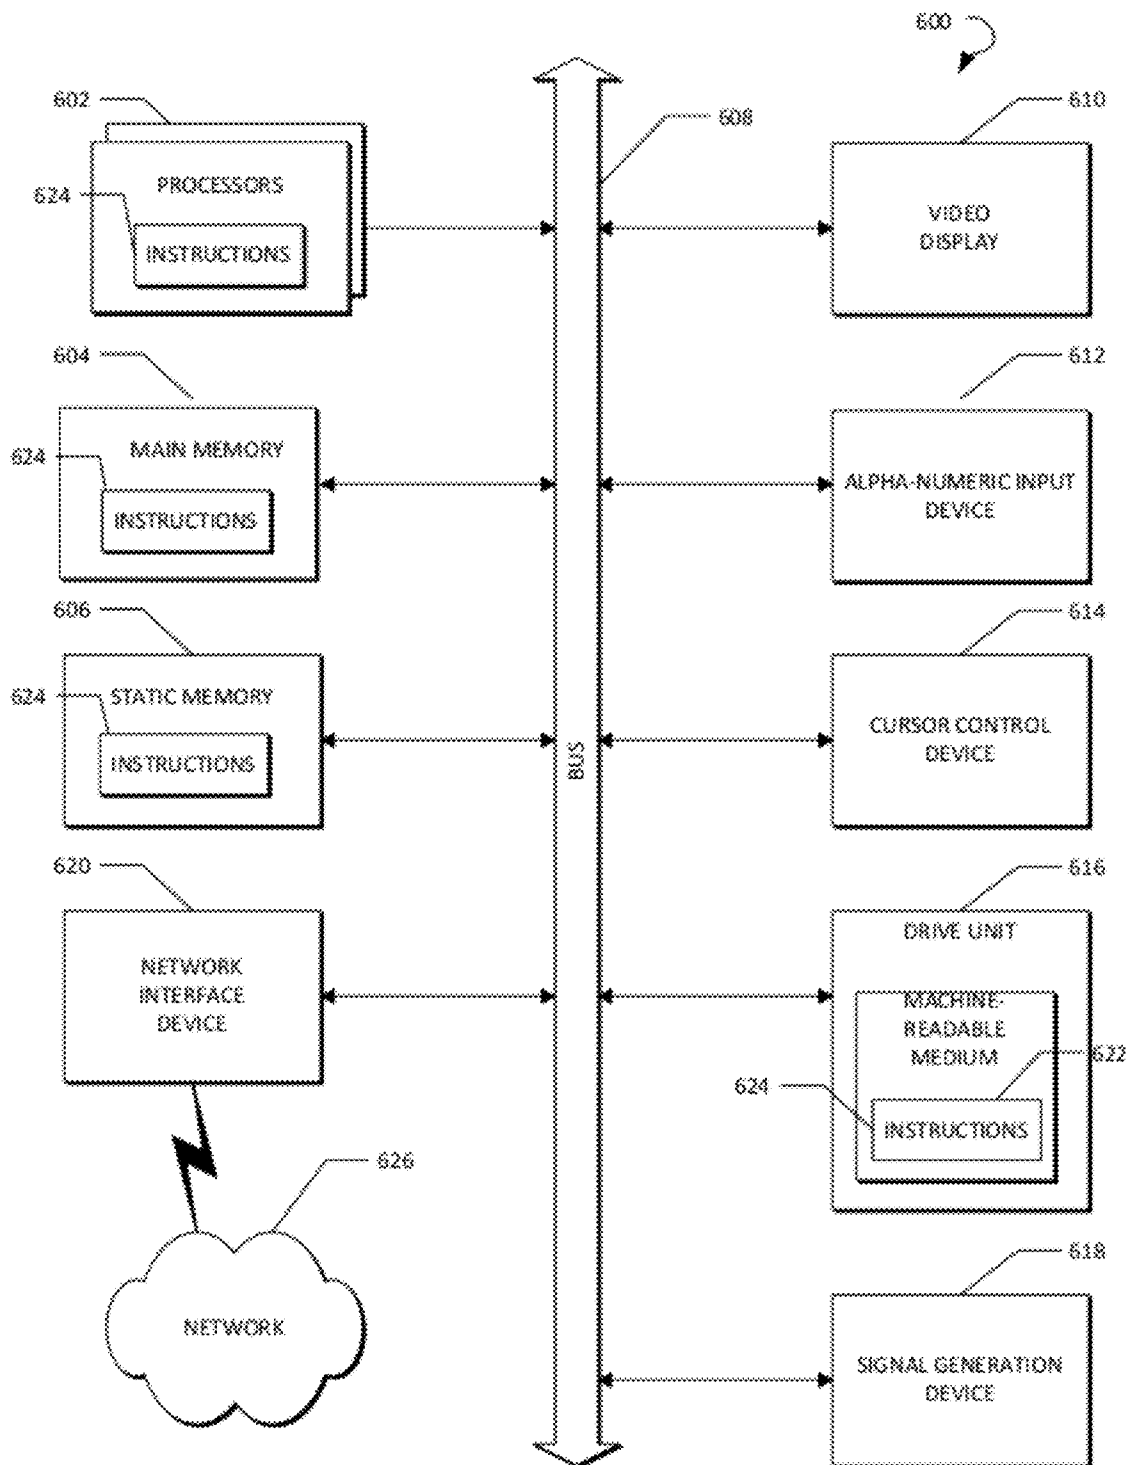 600
602
PROCESSORS
624
INSTRUCTIONS
604
MAIN MEMORY
624
INSTRUCTIONS
606
STATIC MEMORY
624
INSTRUCTIONS
620
NETWORK
INTERFACE
DEVICE
626
NETWORK
608
BUS
610
VIDEO
DISPLAY
612
ALPHA-NUMERIC INPUT
DEVICE
614
CURSOR CONTROL
DEVICE
616
DRIVE UNIT
MACHINE-
READABLE
MEDIUM
622
624
INSTRUCTIONS
618
SIGNAL GENERATION
DEVICE